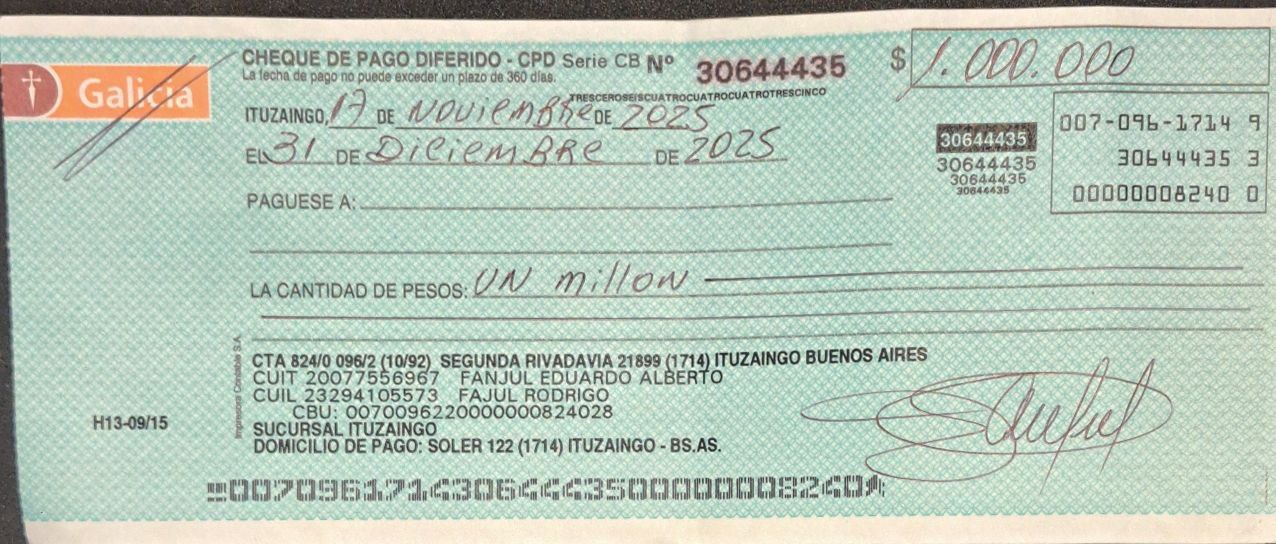 Galicia
CHEQUE DE PAGO DIFERIDO - CPD Serie CB Nº 30644435 $ 1.000.000
La fecha de pago no puede exceder un plazo de 360 días.
TRESCEROSEISCUATROCUATROCUATROTRESCINCO
ITUZAINGO, 17 DE NOVIEMBRE DE 2025
EL 31 DE DICIEMBRE DE 2025
30644435
30644435
30644435
30644435
007-096-1714 9
30644435 3
00000008240 0
PAGUESE A:
LA CANTIDAD DE PESOS: UN millON
CTA 824/0 096/2 (10/92) SEGUNDA RIVADAVIA 21899 (1714) ITUZAINGO BUENOS AIRES
CUIT 20077556967 FANJUL EDUARDO ALBERTO
CUIL 23294105573 FAJUL RODRIGO
CBU: 0070096220000000824028
SUCURSAL ITUZAINGO
DOMICILIO DE PAGO: SOLER 122 (1714) ITUZAINGO - BS.AS.
H13-09/15